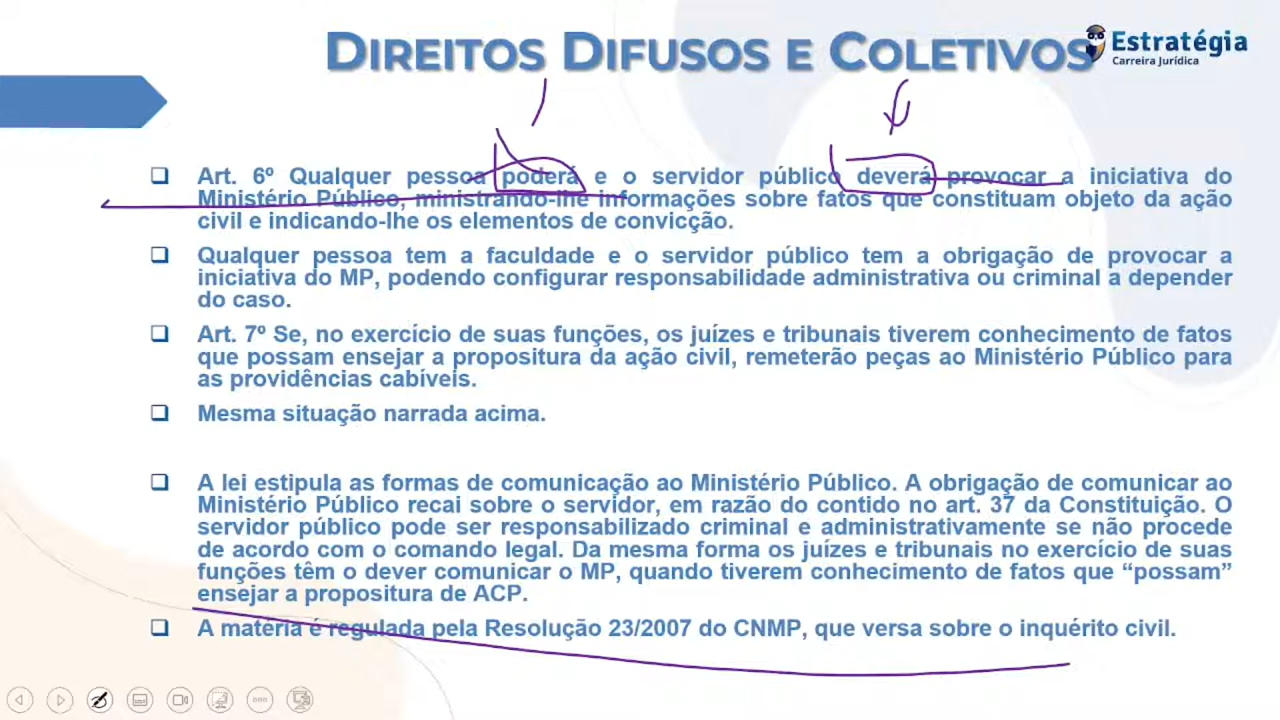 DIREITOS DIFUSOS E COLETIVOS
Estratégia
Carreira Jurídica
❑ Art. 6º Qualquer pessoa poderá e o servidor público deverá provocar a iniciativa do
Ministério Público, ministrando-lhe informações sobre fatos que constituam objeto da ação
civil e indicando-lhe os elementos de convicção.
❑ Qualquer pessoa tem a faculdade e o servidor público tem a obrigação de provocar a
iniciativa do MP, podendo configurar responsabilidade administrativa ou criminal a depender
do caso.
❑ Art. 7º Se, no exercício de suas funções, os juízes e tribunais tiverem conhecimento de fatos
que possam ensejar a propositura da ação civil, remeterão peças ao Ministério Público para
as providências cabíveis.
❑ Mesma situação narrada acima.
❑ A lei estipula as formas de comunicação ao Ministério Público. A obrigação de comunicar ao
Ministério Público recai sobre o servidor, em razão do contido no art. 37 da Constituição. O
servidor público pode ser responsabilizado criminal e administrativamente se não procede
de acordo com o comando legal. Da mesma forma os juízes e tribunais no exercício de suas
funções têm o dever comunicar o MP, quando tiverem conhecimento de fatos que “possam”
ensejar a propositura de ACP.
❑ A matéria é regulada pela Resolução 23/2007 do CNMP, que versa sobre o inquérito civil.